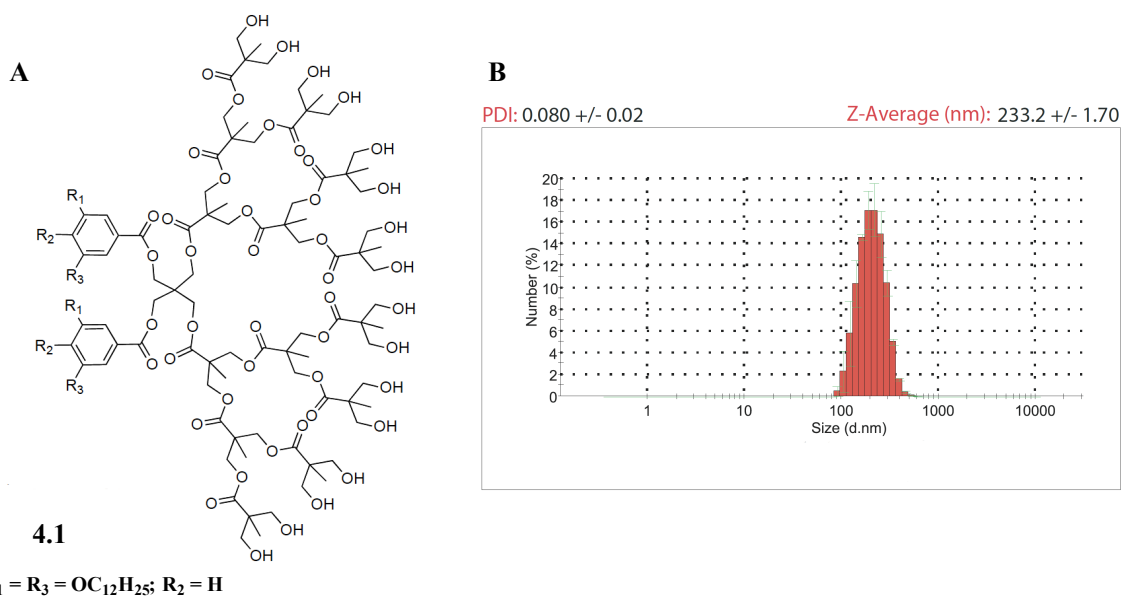 A
OH
OH
O
O
OH
OH
O
O
O
O
O
OH
OH
O
O
O
O
OH
OH
O
O
R1
R2
R3
O
O
O
O
R1
R2
R3
O
O
O
O
O
OH
OH
O
O
O
O
OH
OH
O
O
O
O
OH
OH
O
O
OH
OH
4.1
1 = R3 = OC12H25; R2 = H
B
PDI: 0.080 +/- 0.02
Z-Average (nm): 233.2 +/- 1.70
Number (%)
20
18
16
14
12
10
8
6
4
2
0
1 10 100 1000 10000
Size (d.nm)